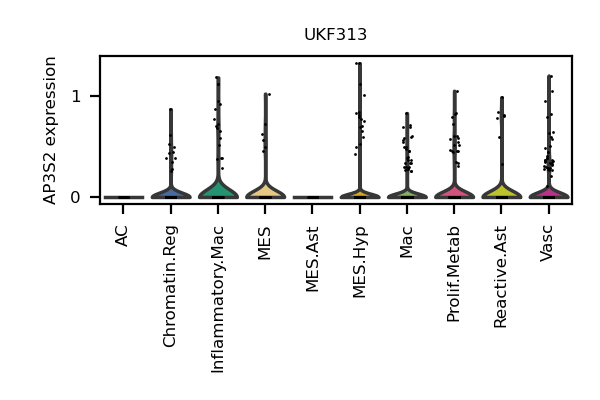 UKF313
AP3S2 expression
1
0
AC
Chromatin.Reg
Inflammatory.Mac
MES
MES.Ast
MES.Hyp
Mac
Prolif.Metab
Reactive.Ast
Vasc